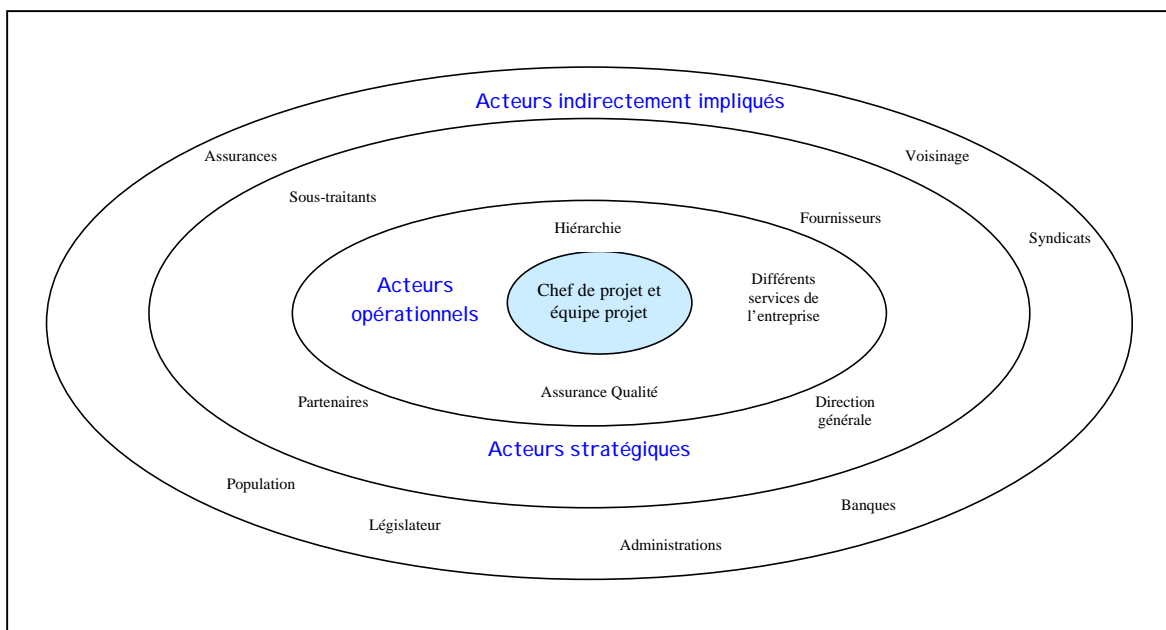 Acteurs indirectement impliqués
Assurances
Voisinage
Sous-traitants
Fournisseurs
Hiérarchie
Syndicats
Acteurs
opérationnels
Chef de projet et
équipe projet
Différents
services de
l'entreprise
Assurance Qualité
Partenaires
Direction
générale
Acteurs stratégiques
Population
Banques
Législateur
Administrations